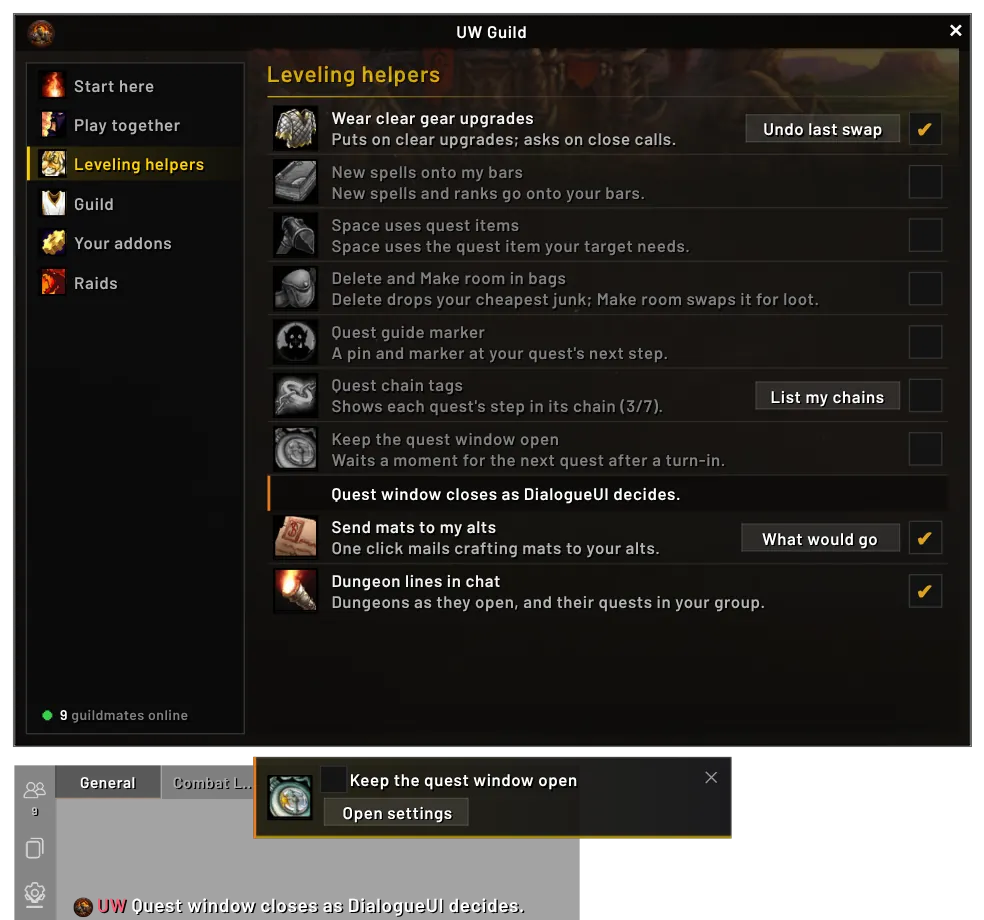 UW Guild
Start here
Play together
Leveling helpers
Guild
Your addons
Raids
9 guildmates online
Leveling helpers
Wear clear gear upgrades
Puts on clear upgrades; asks on close calls.
Undo last swap
New spells onto my bars
New spells and ranks go onto your bars.
Space uses quest items
Space uses the quest item your target needs.
Delete and Make room in bags
Delete drops your cheapest junk; Make room swaps it for loot.
Quest guide marker
A pin and marker at your quest's next step.
Quest chain tags
Shows each quest's step in its chain (3/7).
List my chains
Keep the quest window open
Waits a moment for the next quest after a turn-in.
Quest window closes as DialogueUI decides.
Send mats to my alts
One click mails crafting mats to your alts.
What would go
Dungeon lines in chat
Dungeons as they open, and their quests in your group.
9
General
Combat L...
Keep the quest window open
Open settings
UW Quest window closes as DialogueUI decides.